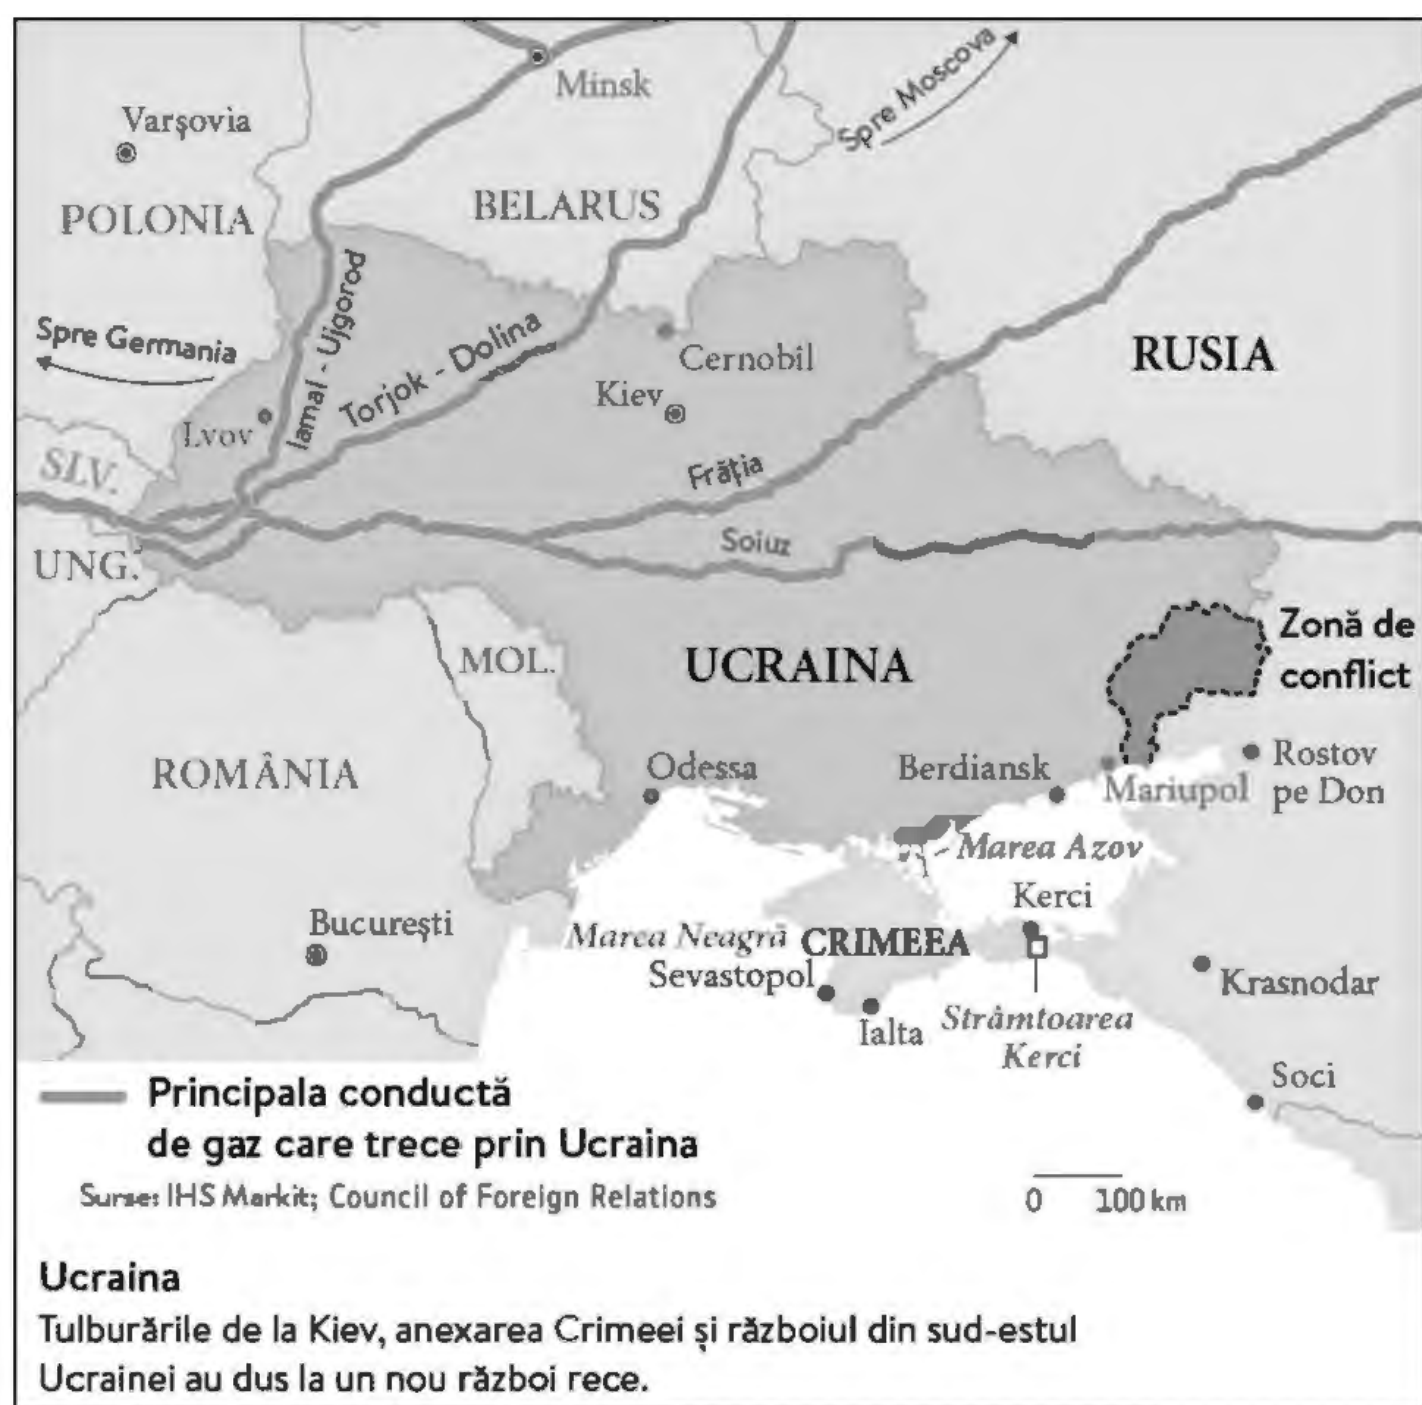 Minsk
Spre Moscova
Varşovia
POLONIA
BELARUS
Spre Germania
Iamal - Ujgorod
Torjok - Dolina
Cernobil
RUSIA
Kiev
Lvov
SLV.
Frăţia
Soiuz
UNG.
Zonă de
conflict
MOL.
UCRAINA
ROMÂNIA
Odessa
Berdiansk
Mariupol
Rostov
pe Don
Marea Azov
Kerci
Bucureşti
Marea Neagră
CRIMEEA
Sevastopol
Krasnodar
Ialta
Strâmtoarea
Kerci
Soci
Principala conductă
de gaz care trece prin Ucraina
Surse: IHS Markit; Council of Foreign Relations
0 100 km
Ucraina
Tulburările de la Kiev, anexarea Crimeei și războiul din sud-estul
Ucrainei au dus la un nou război rece.